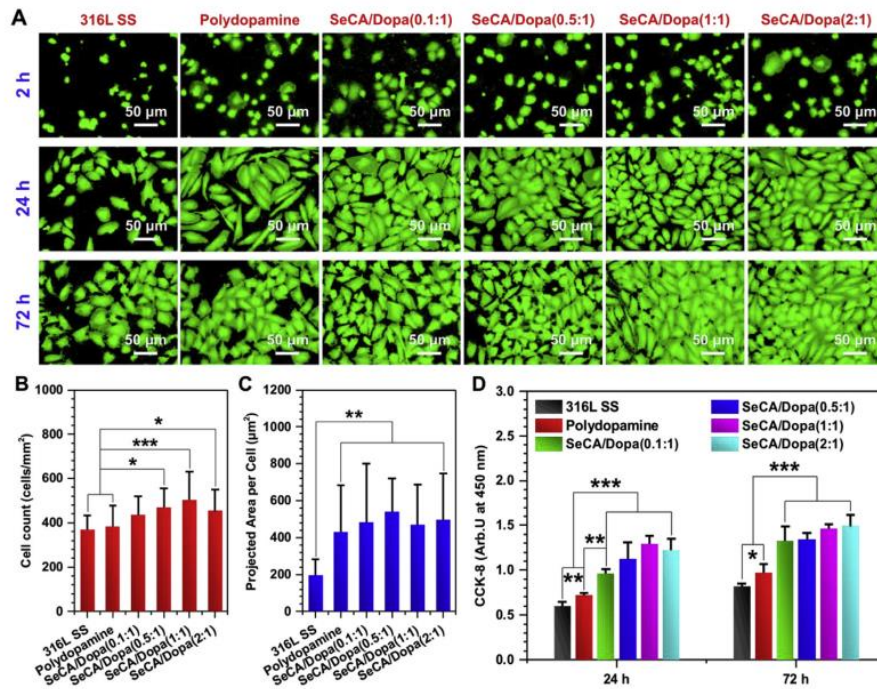 A
316L SS Polydopamine SeCA/Dopa(0.1:1) SeCA/Dopa(0.5:1) SeCA/Dopa(1:1) SeCA/Dopa(2:1)
2 h
50 µm 50 µm 50 µm 50 µm 50 µm 50 µm
24 h
50 µm 50 µm 50 µm 50 µm 50 µm 50 µm
72 h
50 µm 50 µm 50 µm 50 µm 50 µm 50 µm
B
Cell count (cells/mm²)
1000
800
600
400
200
0
*
***
*
316L SS
Polydopamine
SeCA/Dopa(0.1:1)
SeCA/Dopa(0.5:1)
SeCA/Dopa(1:1)
SeCA/Dopa(2:1)
C
Projected Area per Cell (µm²)
1200
1000
800
600
400
200
0
**
316L SS
Polydopamine
SeCA/Dopa(0.1:1)
SeCA/Dopa(0.5:1)
SeCA/Dopa(1:1)
SeCA/Dopa(2:1)
D
CCK-8 (Arb.U at 450 nm)
3.0
2.5
2.0
1.5
1.0
0.5
0.0
316L SS
Polydopamine
SeCA/Dopa(0.1:1)
SeCA/Dopa(0.5:1)
SeCA/Dopa(1:1)
SeCA/Dopa(2:1)
***
**
**
***
*
24 h
72 h